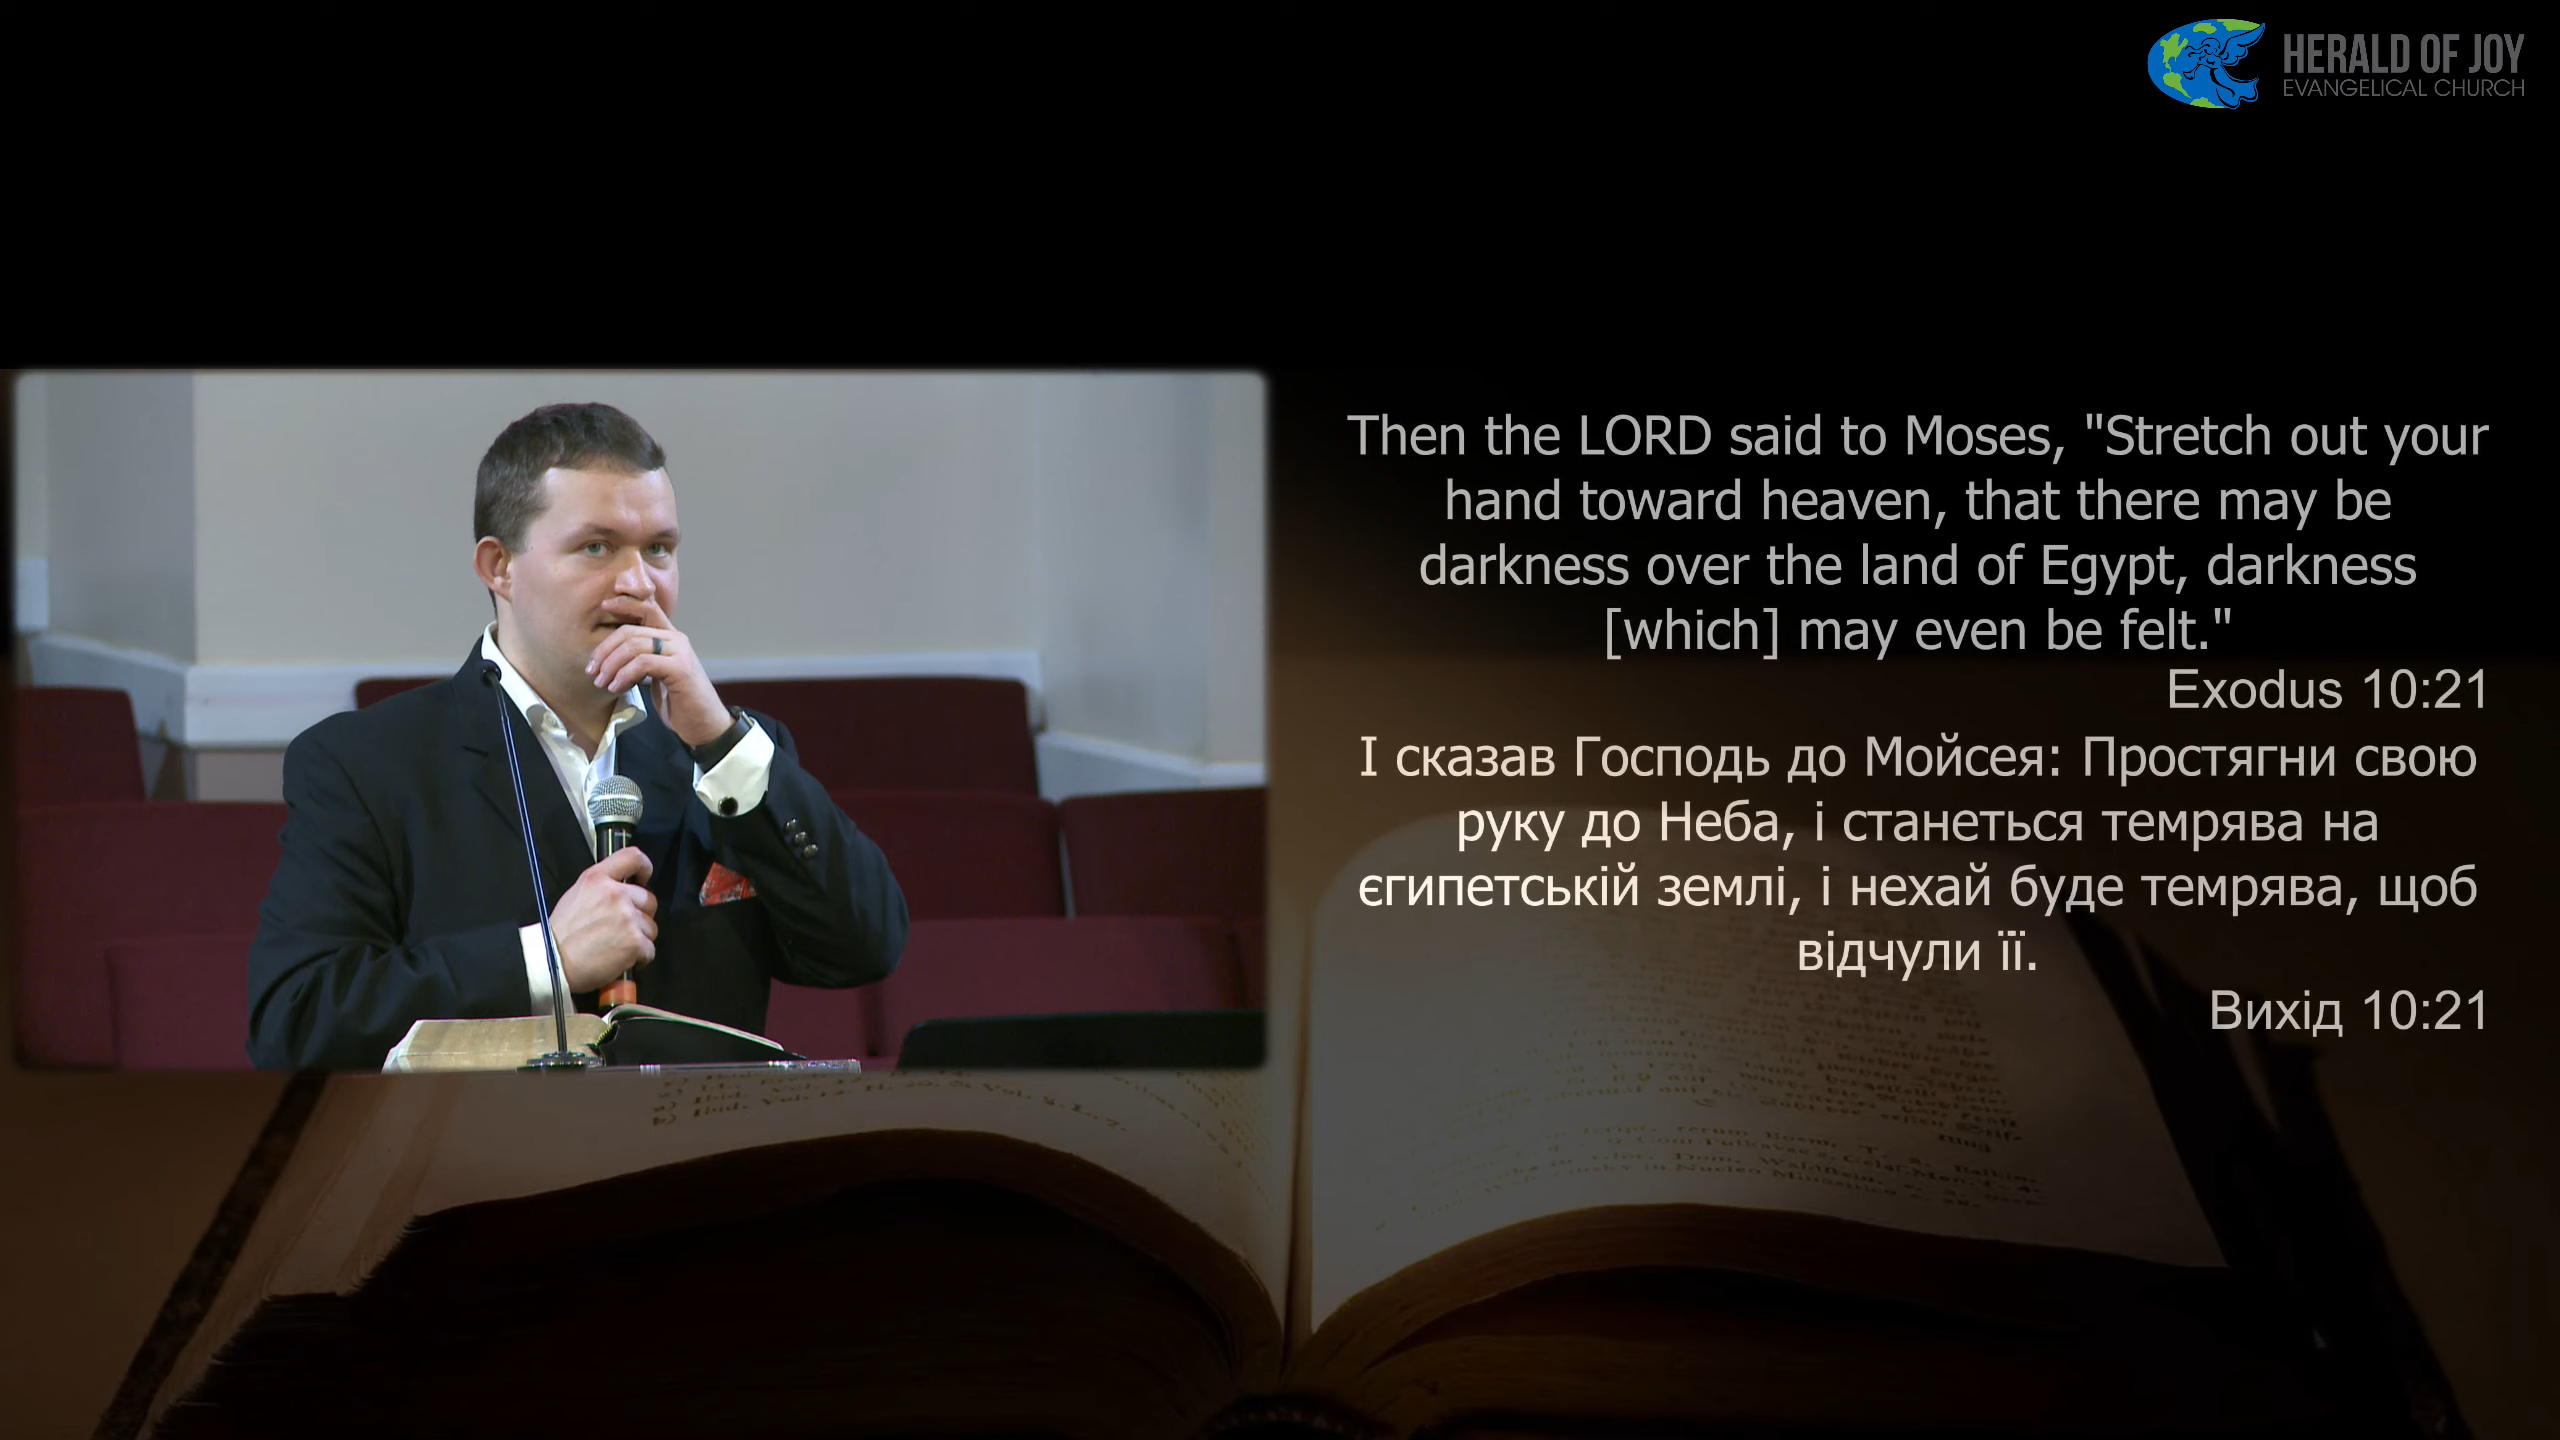 HERALD OF JOY
EVANGELICAL CHURCH
Then the LORD said to Moses, "Stretch out your
hand toward heaven, that there may be
darkness over the land of Egypt, darkness
[which] may even be felt."
Exodus 10:21
І сказав Господь до Мойсея: Простягни свою
руку до Неба, і станеться темрява на
єгипетській землі, і нехай буде темрява, щоб
відчули її.
Вихід 10:21